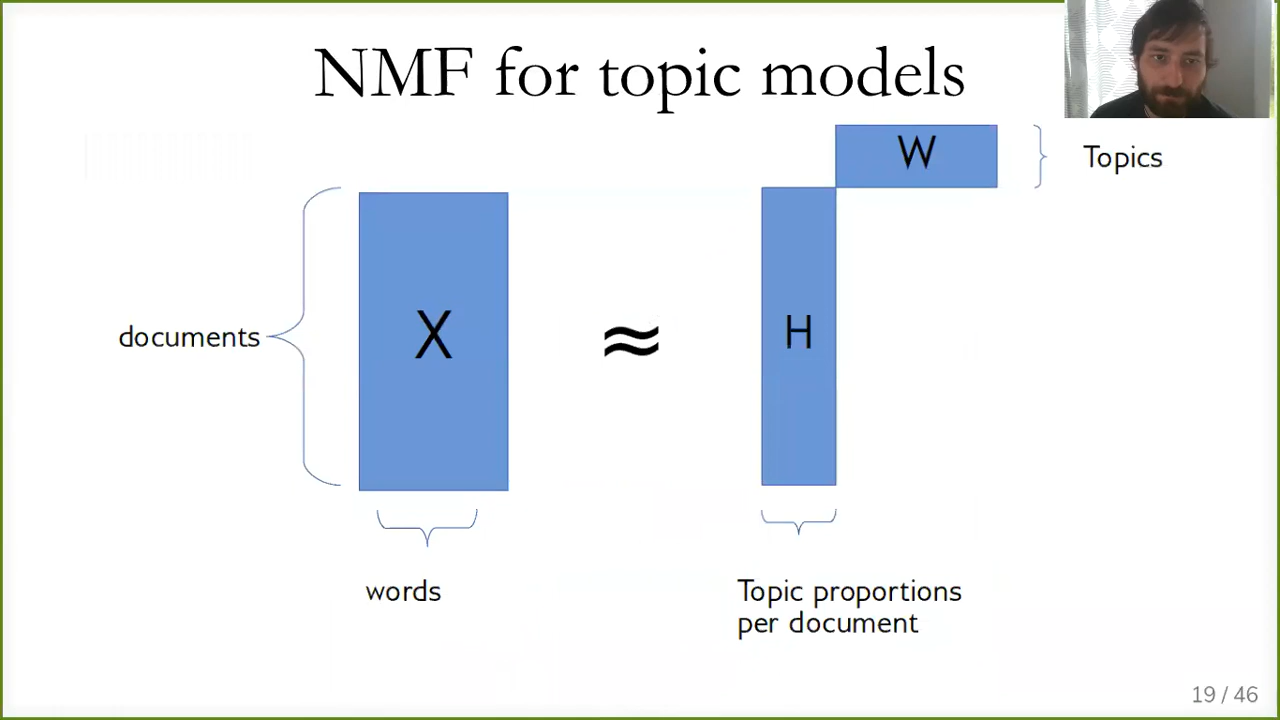 NMF for topic models
W
Topics
documents
X
≈
H
words
Topic proportions
per document
19 / 46